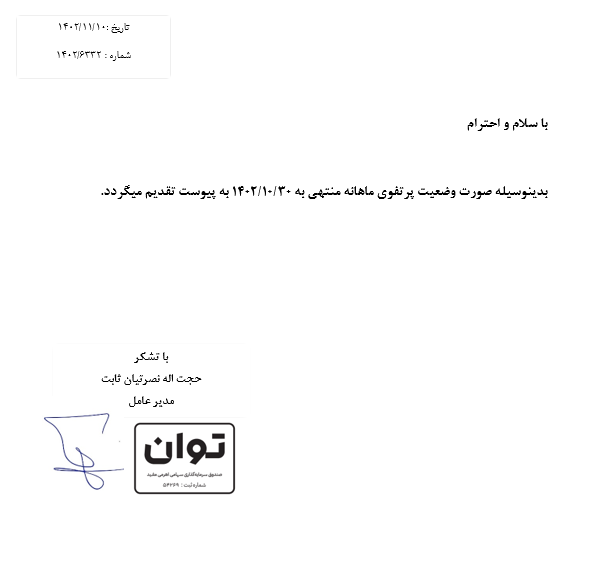 تاریخ :۱۴۰۲/۱۱/۱۰
شماره : ۱۴۰۲/۶۳۳۲
با سلام و احترام
بدینوسیله صورت وضعیت پرتفوی ماهانه منتهی به ۱۴۰۲/۱۰/۳۰ به پیوست تقدیم میگردد.
با تشکر
حجت اله نصرتیان ثابت
مدیر عامل
توان
صندوق سرمایه‌گذاری سهامی اهرمی مفید
شماره ثبت : ۵۴۲۶۹